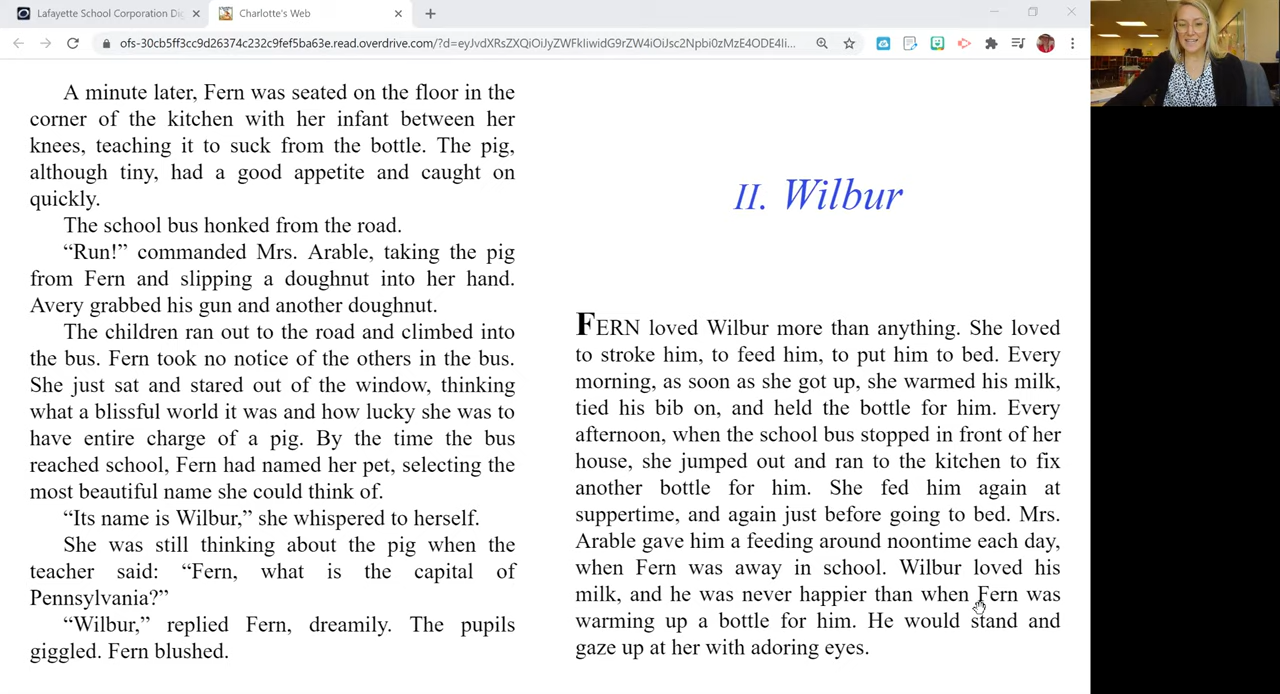 Lafayette School Corporation Di
Charlotte's Web
ofs-30cb5ff3cc9d26374c232c9fef5ba63e.read.overdrive.com/?d=eyJvdXRsZXQiOiJyZWFkIiwidG9rZW4iOiJsc2Npbi0zMzE4ODE4Ii...
A minute later, Fern was seated on the floor in the
corner of the kitchen with her infant between her
knees, teaching it to suck from the bottle. The pig,
although tiny, had a good appetite and caught on
quickly.
The school bus honked from the road.
“Run!” commanded Mrs. Arable, taking the pig
from Fern and slipping a doughnut into her hand.
Avery grabbed his gun and another doughnut.
The children ran out to the road and climbed into
the bus. Fern took no notice of the others in the bus.
She just sat and stared out of the window, thinking
what a blissful world it was and how lucky she was to
have entire charge of a pig. By the time the bus
reached school, Fern had named her pet, selecting the
most beautiful name she could think of.
“Its name is Wilbur,” she whispered to herself.
She was still thinking about the pig when the
teacher said: “Fern, what is the capital of
Pennsylvania?”
“Wilbur,” replied Fern, dreamily. The pupils
giggled. Fern blushed.
II. Wilbur
FERN loved Wilbur more than anything. She loved
to stroke him, to feed him, to put him to bed. Every
morning, as soon as she got up, she warmed his milk,
tied his bib on, and held the bottle for him. Every
afternoon, when the school bus stopped in front of her
house, she jumped out and ran to the kitchen to fix
another bottle for him. She fed him again at
suppertime, and again just before going to bed. Mrs.
Arable gave him a feeding around noontime each day,
when Fern was away in school. Wilbur loved his
milk, and he was never happier than when Fern was
warming up a bottle for him. He would stand and
gaze up at her with adoring eyes.